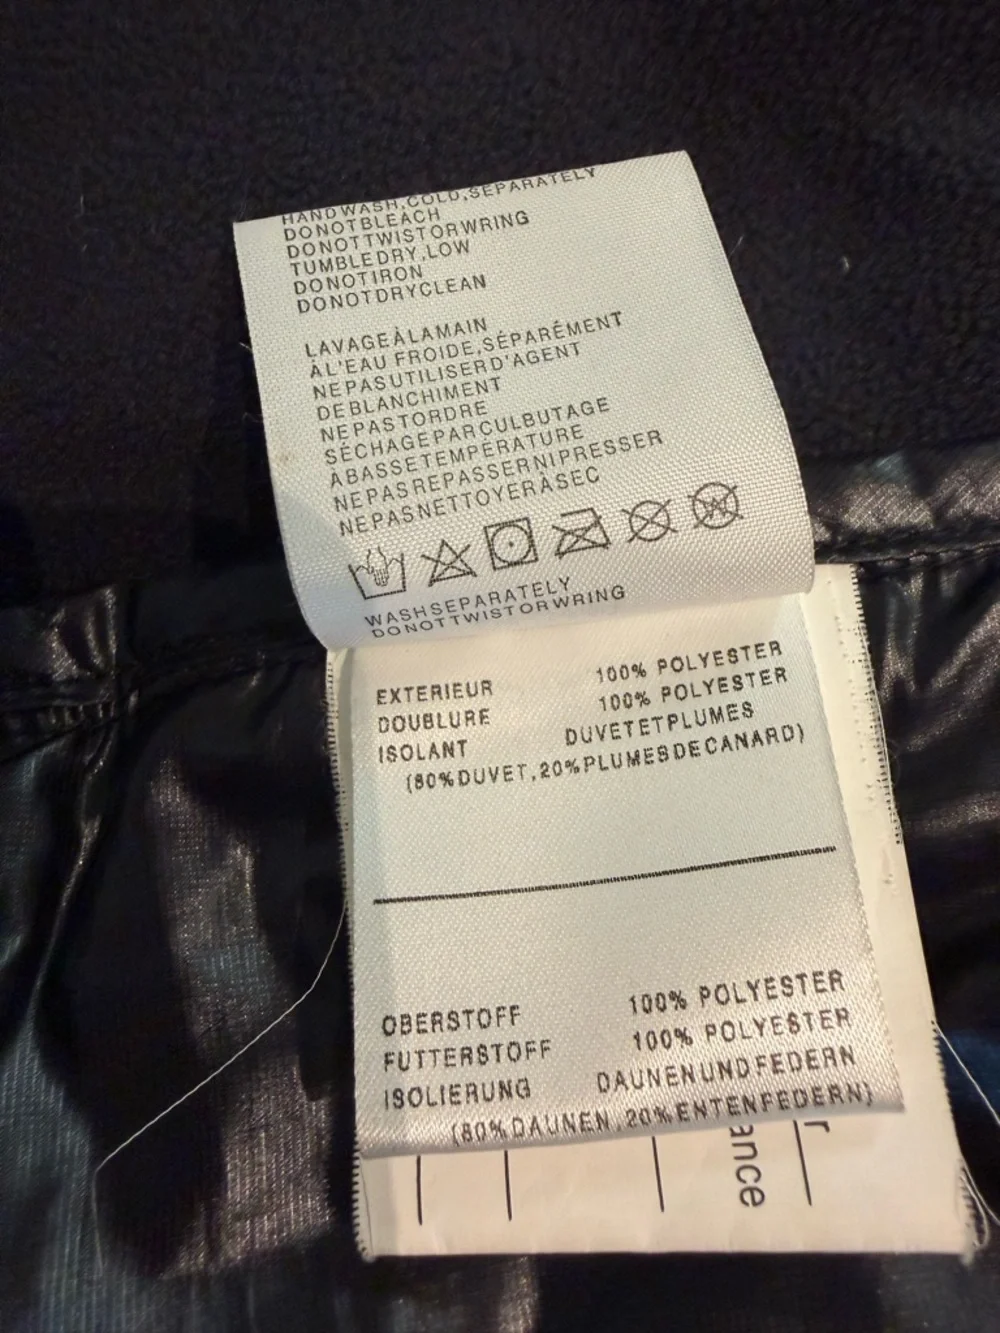 HANDWASH,COLD,SEPARATELY
DONOTBLEACH
DONOTTWISTORWRING
TUMBLEDRY,LOW
DONOTIRON
DONOTDRYCLEAN
LAVAGEÀLAMAIN
À L'EAU FROIDE,SÉPARÉMENT
NEPASUTILISERD'AGENT
DEBLANCHIMENT
NEPASTORDRE
SÉCHAGEPARCULBUTAGE
ÀBASSETEMPÉRATURE
NEPASREPASSERNIPRESSER
NEPASNETTOYERÀSEC
WASHSEPARATELY
DONOTTWISTORWRING
EXTERIEUR 100% POLYESTER
DOUBLURE 100% POLYESTER
ISOLANT DUVETETPLUMES
(80%DUVET,20%PLUMESDECANARD)
OBERSTOFF 100% POLYESTER
FUTTERSTOFF 100% POLYESTER
ISOLIERUNG DAUNENUNDFEDERN
(80%DAUNEN,20%ENTENFEDERN)
r
ance